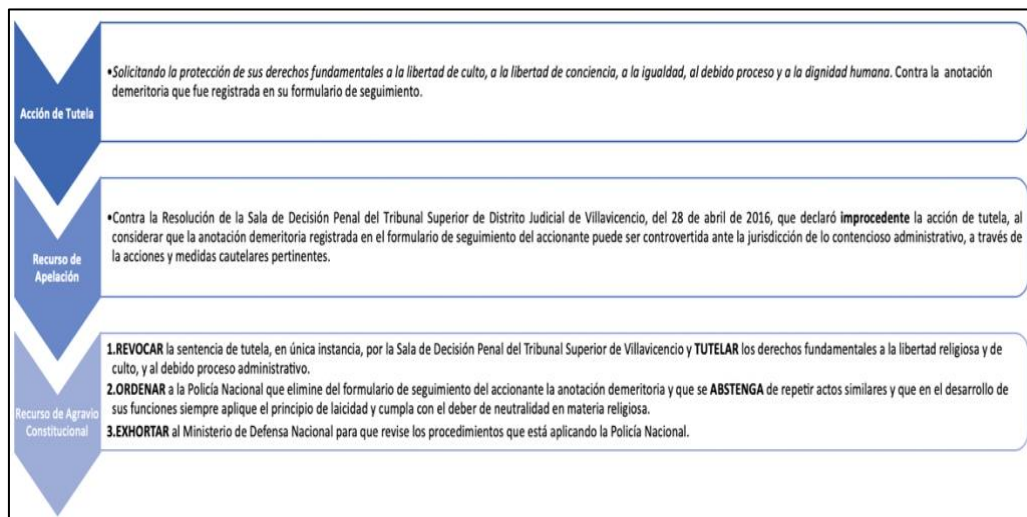 Acción de Tutela
•Solicitando la protección de sus derechos fundamentales a la libertad de culto, a la libertad de conciencia, a la igualdad, al debido proceso y a la dignidad humana. Contra la anotación
demeritoria que fue registrada en su formulario de seguimiento.
Recurso de
Apelación
•Contra la Resolución de la Sala de Decisión Penal del Tribunal Superior de Distrito Judicial de Villavicencio, del 28 de abril de 2016, que declaró improcedente la acción de tutela, al
considerar que la anotación demeritoria registrada en el formulario de seguimiento del accionante puede ser controvertida ante la jurisdicción de lo contencioso administrativo, a través de
la acciones y medidas cautelares pertinentes.
Recurso de Agravio
Constitucional
1.REVOCAR la sentencia de tutela, en única instancia, por la Sala de Decisión Penal del Tribunal Superior de Villavicencio y TUTELAR los derechos fundamentales a la libertad religiosa y de
culto, y al debido proceso administrativo.
2.ORDENAR a la Policía Nacional que elimine del formulario de seguimiento del accionante la anotación demeritoria y que se ABSTENGA de repetir actos similares y que en el desarrollo de
sus funciones siempre aplique el principio de laicidad y cumpla con el deber de neutralidad en materia religiosa.
3.EXHORTAR al Ministerio de Defensa Nacional para que revise los procedimientos que está aplicando la Policía Nacional.